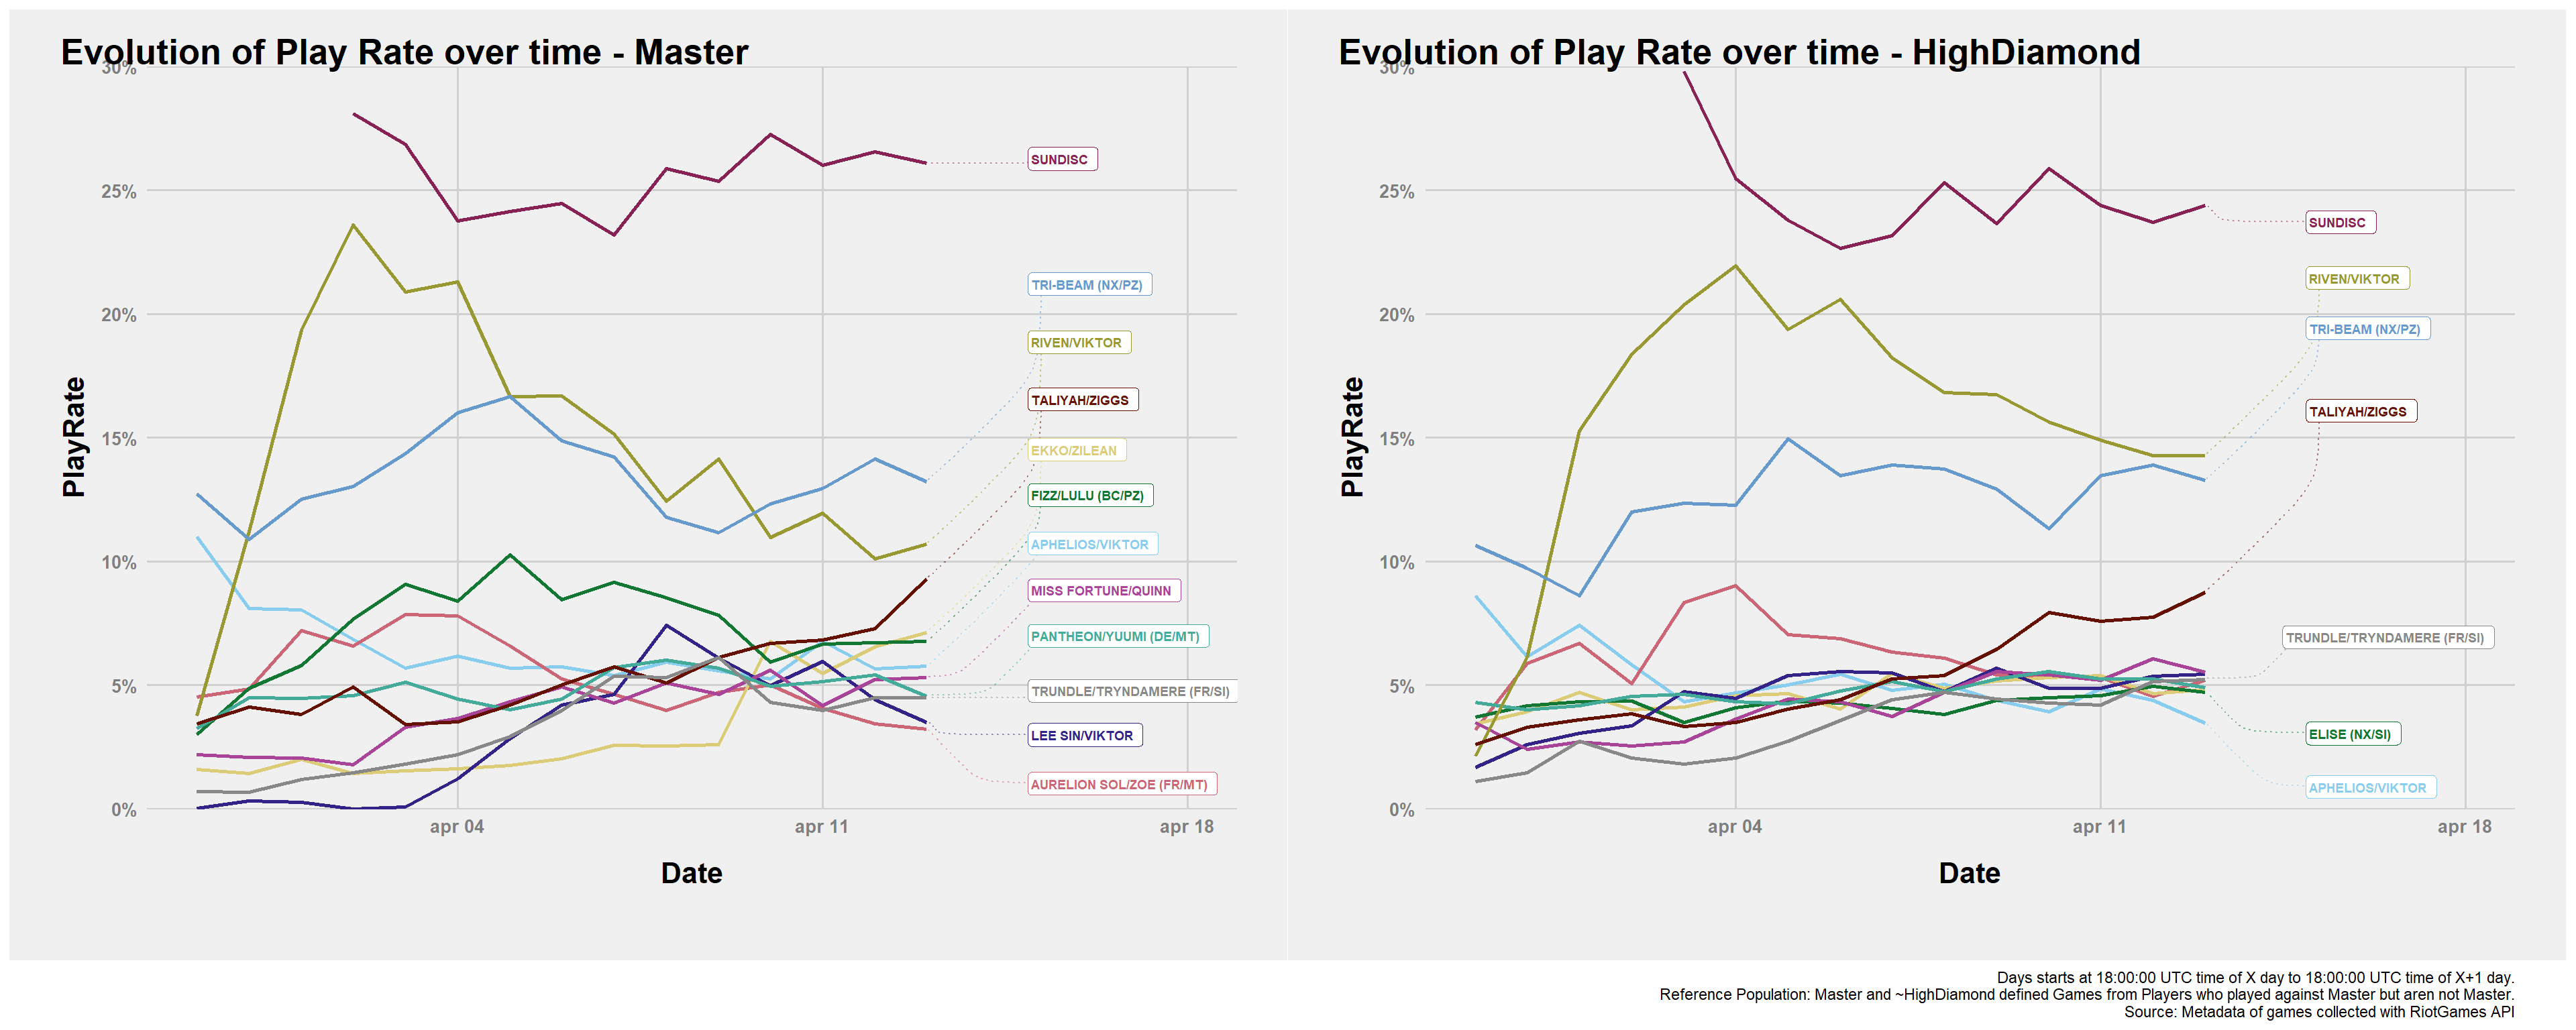 Evolution of Play Rate over time - Master
30%
25%
20%
15%
10%
5%
0%
PlayRate
SUNDISC
TRI-BEAM (NX/PZ)
RIVEN/VIKTOR
TALIYAH/ZIGGS
EKKO/ZILEAN
FIZZ/LULU (BC/PZ)
APHELIOS/VIKTOR
MISS FORTUNE/QUINN
PANTHEON/YUUMI (DE/MT)
TRUNDLE/TRYNDAMERE (FR/SI)
LEE SIN/VIKTOR
AURELION SOL/ZOE (FR/MT)
apr 04
apr 11
apr 18
Date
Evolution of Play Rate over time - HighDiamond
30%
25%
20%
15%
10%
5%
0%
PlayRate
SUNDISC
RIVEN/VIKTOR
TRI-BEAM (NX/PZ)
TALIYAH/ZIGGS
TRUNDLE/TRYNDAMERE (FR/SI)
ELISE (NX/SI)
APHELIOS/VIKTOR
apr 04
apr 11
apr 18
Date
Days starts at 18:00:00 UTC time of X day to 18:00:00 UTC time of X+1 day.
Reference Population: Master and ~HighDiamond defined Games from Players who played against Master but aren not Master.
Source: Metadata of games collected with RiotGames API